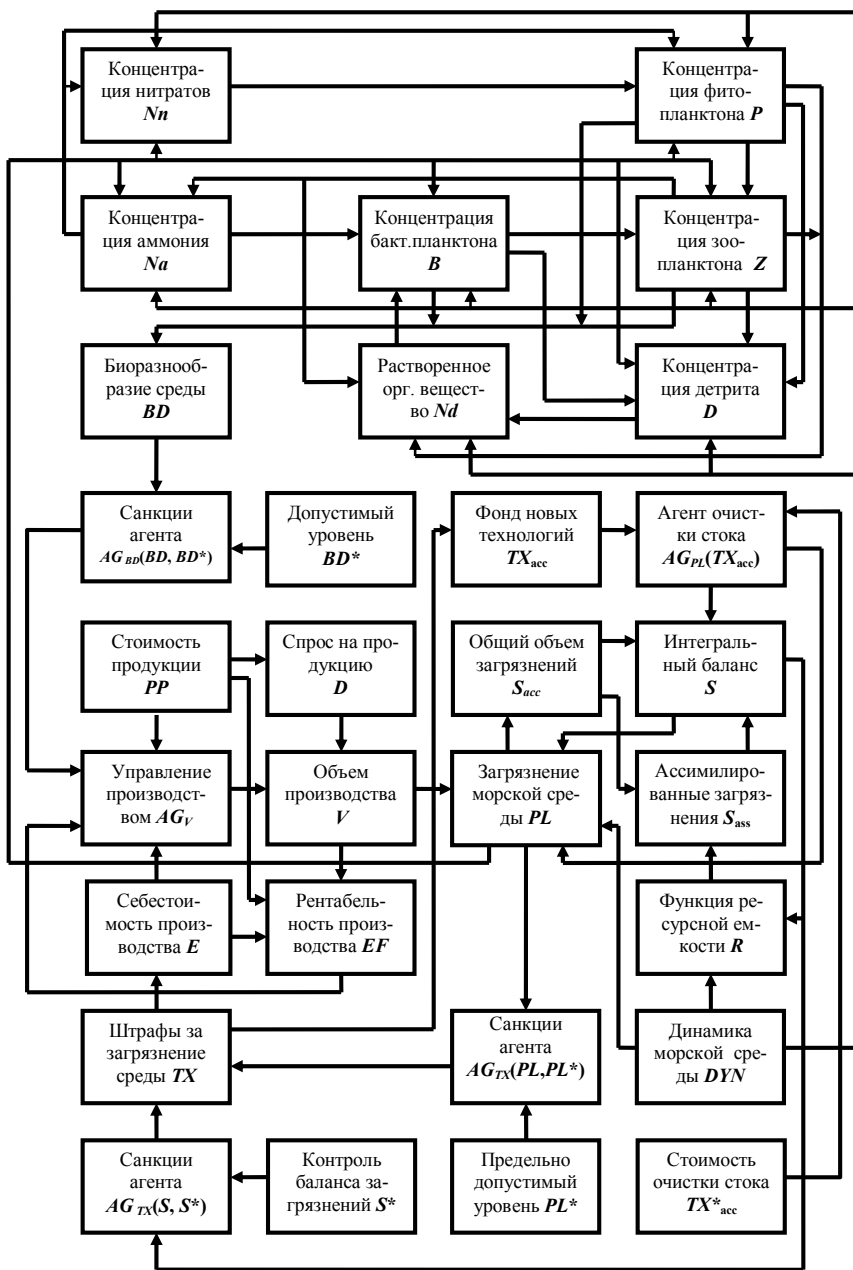 Концентра-
ция нитратов
Nn
Концентра-
ция фито-
планктона P
Концентра-
ция аммония
Na
Концентрация
бакт.планктона
B
Концентра-
ция зоо-
планктона Z
Биоразнооб-
разие среды
BD
Растворенное
орг. вещест-
во Nd
Концентра-
ция детрита
D
Санкции
агента
AG BD(BD, BD*)
Допустимый
уровень
BD*
Фонд новых
технологий
TXacc
Агент очист-
ки стока
AGPL(TXacc)
Стоимость
продукции
PP
Спрос на про-
дукцию
D
Общий объем
загрязнений
Sacc
Интеграль-
ный баланс
S
Управление
производст-
вом AGV
Объем
производства
V
Загрязнение
морской сре-
ды PL
Ассимилиро-
ванные загряз-
нения Sass
Себестои-
мость произ-
водства E
Рентабель-
ность произ-
водства EF
Функция ре-
сурсной ем-
кости R
Штрафы за
загрязнение
среды TX
Санкции
агента
AGTX(PL,PL*)
Динамика
морской сре-
ды DYN
Санкции
агента
AG TX(S, S*)
Контроль
баланса за-
грязнений S*
Предельно
допустимый
уровень PL*
Стоимость
очистки стока
TX*acc